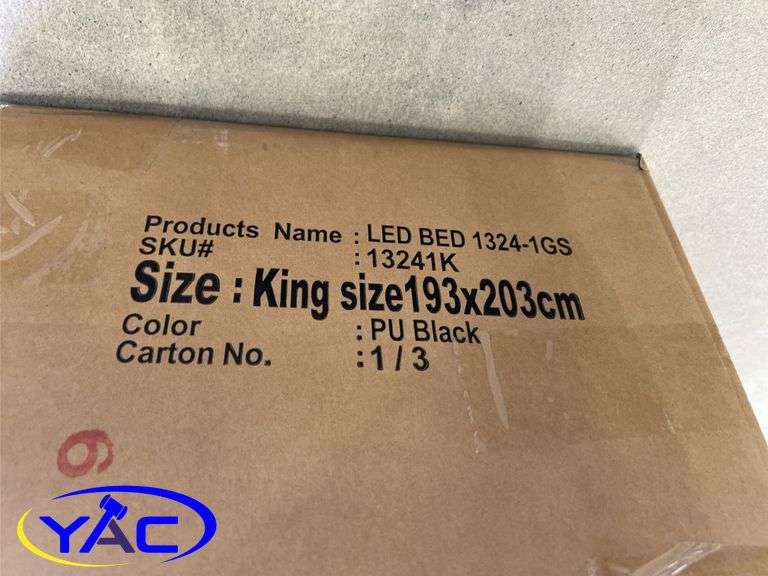 Products Name : LED BED 1324-1GS
SKU# : 13241K
Size : King size193x203cm
Color : PU Black
Carton No. : 1 / 3
6
YAC